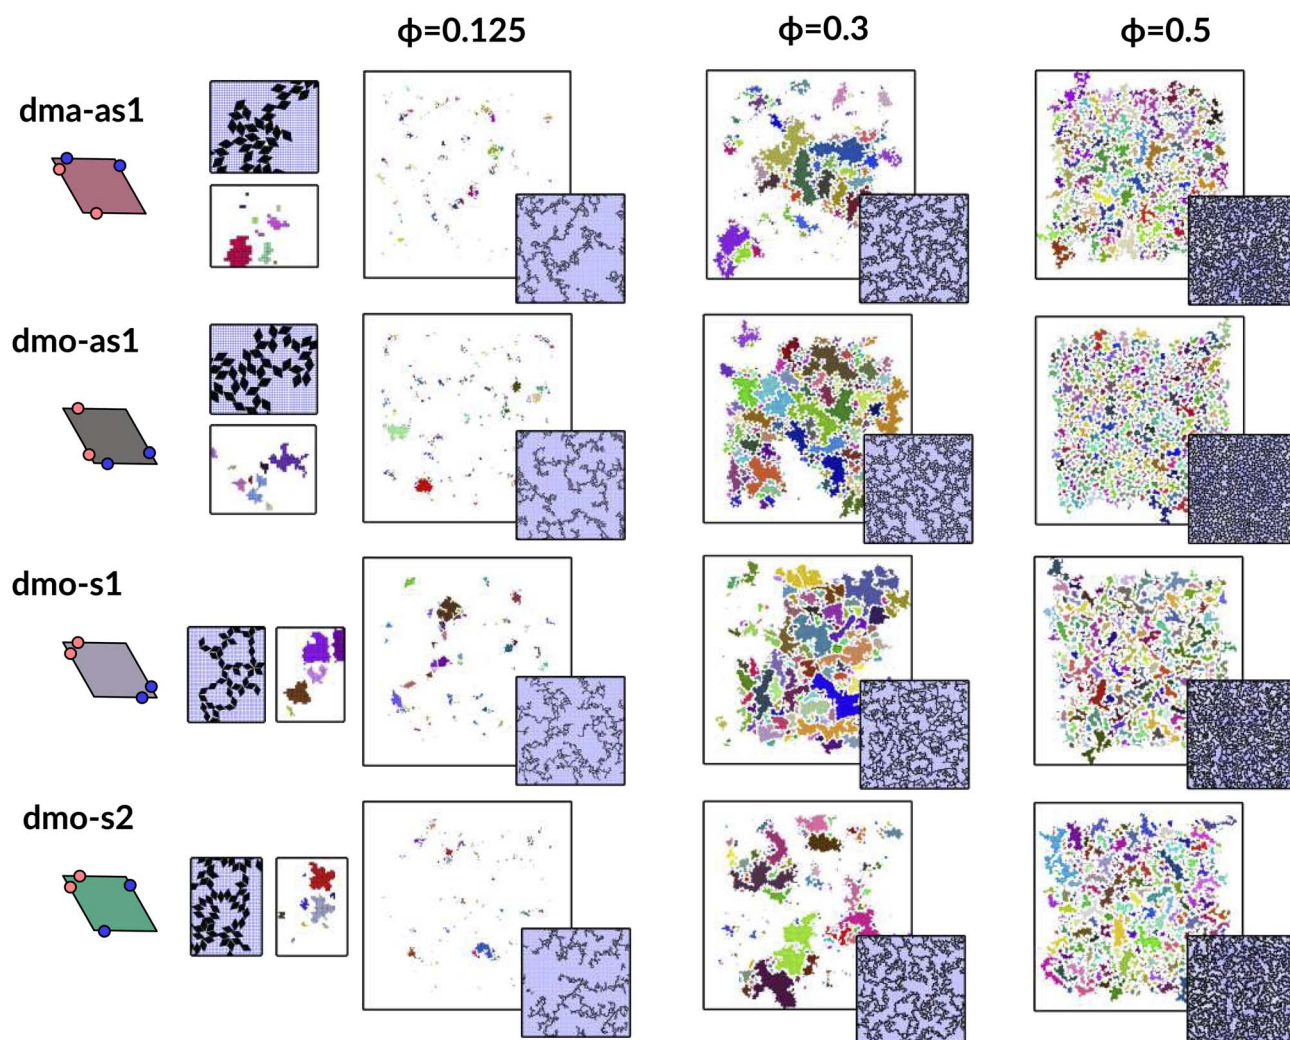 ϕ=0.125 ϕ=0.3 ϕ=0.5
dma-as1
dmo-as1
dmo-s1
dmo-s2